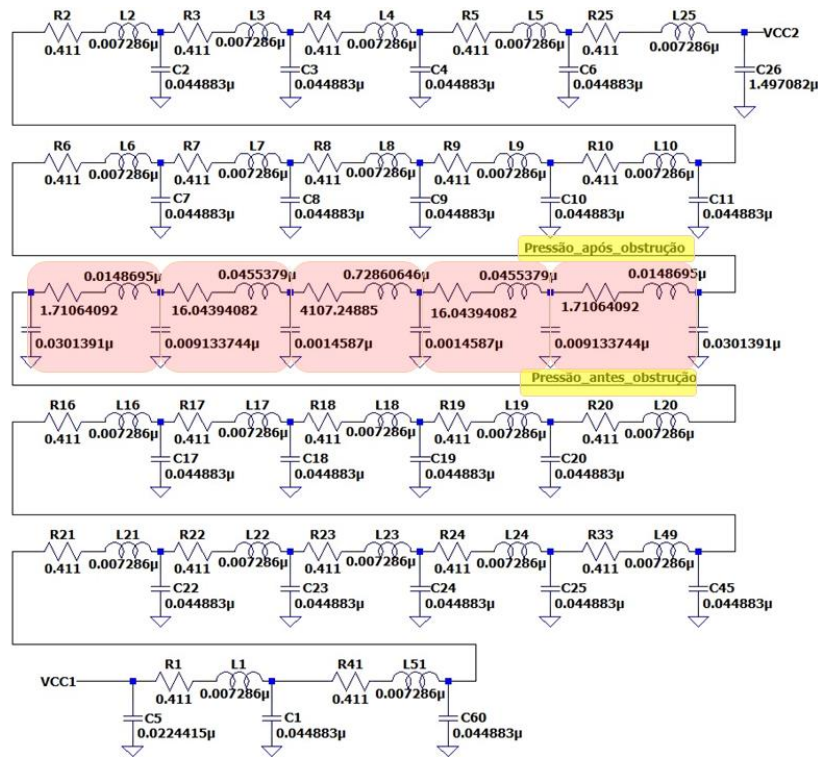 R2 L2 R3 L3 R4 L4 R5 L5 R25 L25 VCC2
0.411 0.007286µ 0.411 0.007286µ 0.411 0.007286µ 0.411 0.007286µ 0.411 0.007286µ
C2 C3 C4 C6 C26
0.044883µ 0.044883µ 0.044883µ 0.044883µ 1.497082µ
R6 L6 R7 L7 R8 L8 R9 L9 R10 L10
0.411 0.007286µ 0.411 0.007286µ 0.411 0.007286µ 0.411 0.007286µ 0.411 0.007286µ
C7 C8 C9 C10 C11
0.044883µ 0.044883µ 0.044883µ 0.044883µ 0.044883µ
Pressão_após_obstrução
0.0148695µ 0.0455379µ 0.72860646µ 0.0455379µ 0.0148695µ
1.71064092 16.04394082 4107.24885 16.04394082 1.71064092
0.0301391µ 0.009133744µ 0.0014587µ 0.0014587µ 0.009133744µ 0.0301391µ
Pressão_antes_obstrução
R16 L16 R17 L17 R18 L18 R19 L19 R20 L20
0.411 0.007286µ 0.411 0.007286µ 0.411 0.007286µ 0.411 0.007286µ 0.411 0.007286µ
C17 C18 C19 C20
0.044883µ 0.044883µ 0.044883µ 0.044883µ
R21 L21 R22 L22 R23 L23 R24 L24 R33 L49
0.411 0.007286µ 0.411 0.007286µ 0.411 0.007286µ 0.411 0.007286µ 0.411 0.007286µ
C22 C23 C24 C25 C45
0.044883µ 0.044883µ 0.044883µ 0.044883µ 0.044883µ
VCC1 R1 L1 R41 L51
0.411 0.007286µ 0.411 0.007286µ
C5 C1 C60
0.0224415µ 0.044883µ 0.044883µ